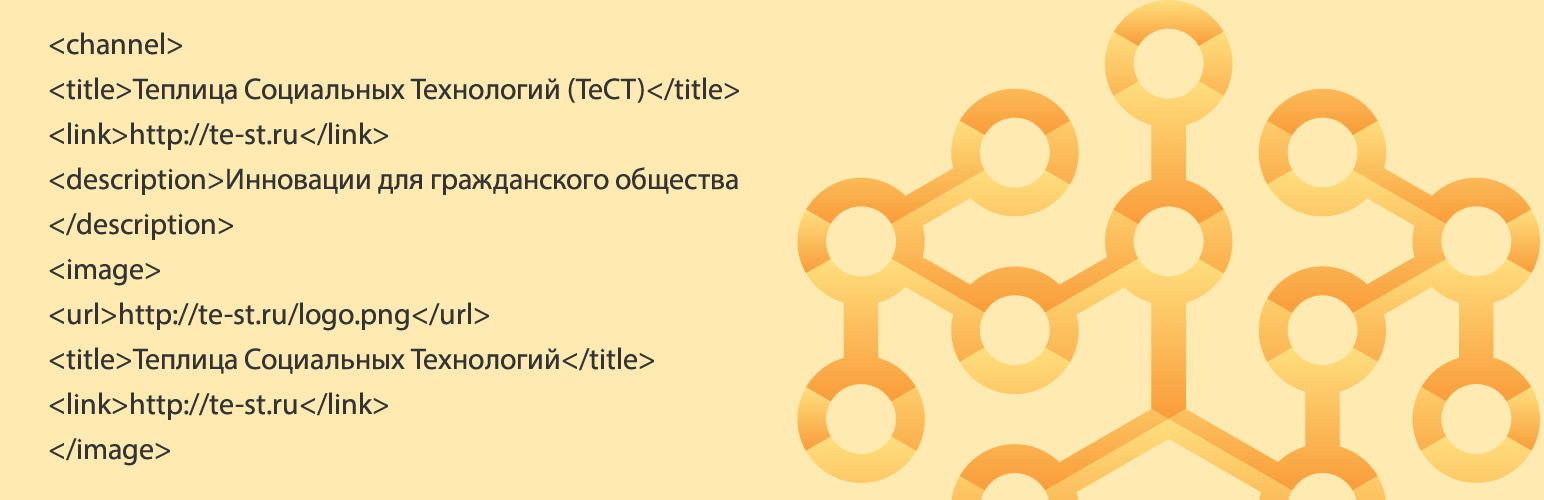 <channel>
<title>Теплица Социальных Технологий (ТеСТ)</title>
<link>http://te-st.ru</link>
<description>Инновации для гражданского общества
</description>
<image>
<url>http://te-st.ru/logo.png</url>
<title>Теплица Социальных Технологий</title>
<link>http://te-st.ru</link>
</image>